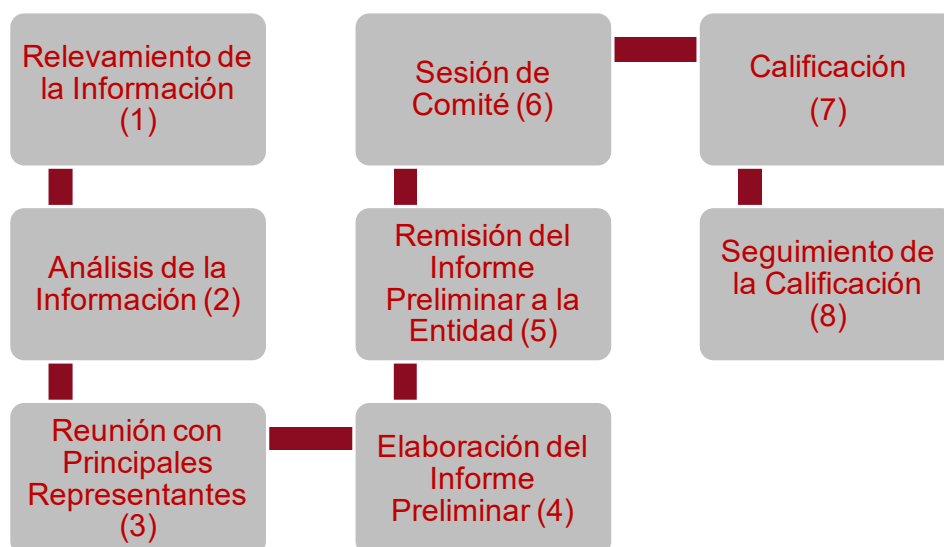 Relevamiento de
la Información
(1)
Análisis de la
Información (2)
Reunión con
Principales
Representantes
(3)
Elaboración del
Informe
Preliminar (4)
Remisión del
Informe
Preliminar a la
Entidad (5)
Sesión de
Comité (6)
Calificación
(7)
Seguimiento de
la Calificación
(8)